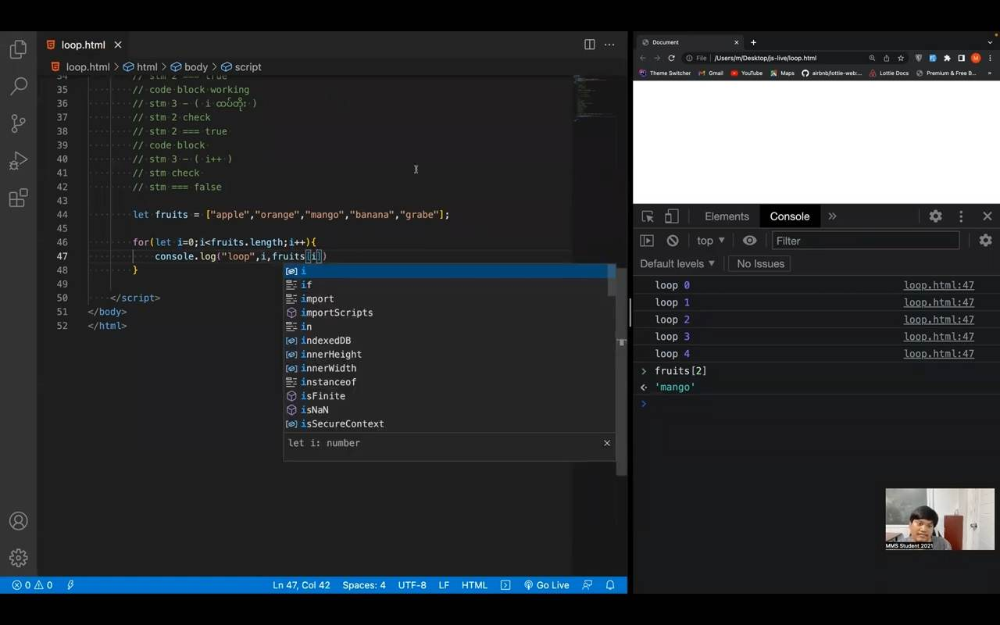 loop.html
loop.html > html > body > script
34 // stm 2 === true
35 // code block working
36 // stm 3 - ( i ထပ်တိုး )
37 // stm 2 check
38 // stm 2 === true
39 // code block
40 // stm 3 - ( i++ )
41 // stm check
42 // stm === false
43
44 let fruits = ["apple","orange","mango","banana","grabe"];
45
46 for(let i=0;i<fruits.length;i++){
47 console.log("loop",i,fruits[i])
48 }
49
50 </script>
51 </body>
52 </html>
i
if
import
importScripts
in
indexedDB
innerHeight
innerWidth
instanceof
isFinite
isNaN
isSecureContext
let i: number
0 0
Ln 47, Col 42 Spaces: 4 UTF-8 LF HTML Go Live
Document
File /Users/m/Desktop/js-live/loop.html M
Theme Switcher Gmail YouTube Maps airbnb/lottie-web:... Lottie Docs Premium & Free B... »
Elements Console »
top Filter
Default levels No Issues
loop 0 loop.html:47
loop 1 loop.html:47
loop 2 loop.html:47
loop 3 loop.html:47
loop 4 loop.html:47
> fruits[2]
'mango'
>
MMS Student 2021